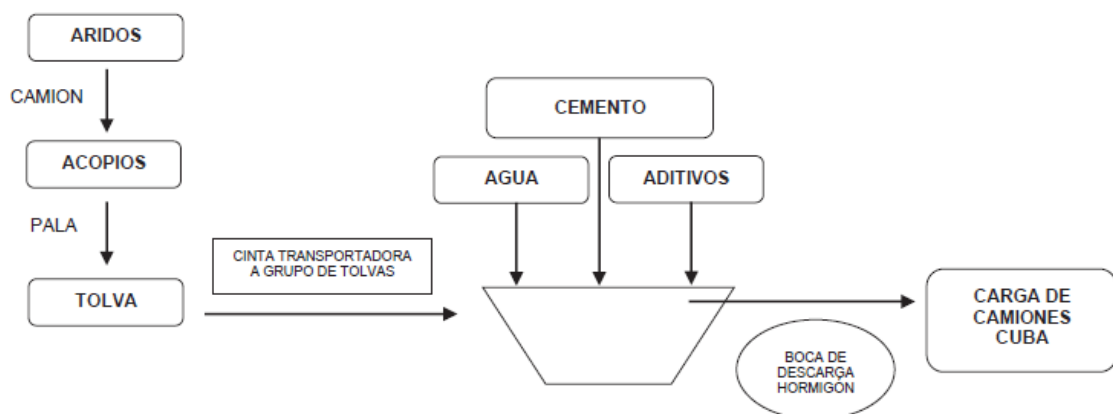 ARIDOS
CAMION
ACOPIOS
PALA
TOLVA
CINTA TRANSPORTADORA
A GRUPO DE TOLVAS
CEMENTO
AGUA
ADITIVOS
BOCA DE
DESCARGA
HORMIGÓN
CARGA DE
CAMIONES
CUBA